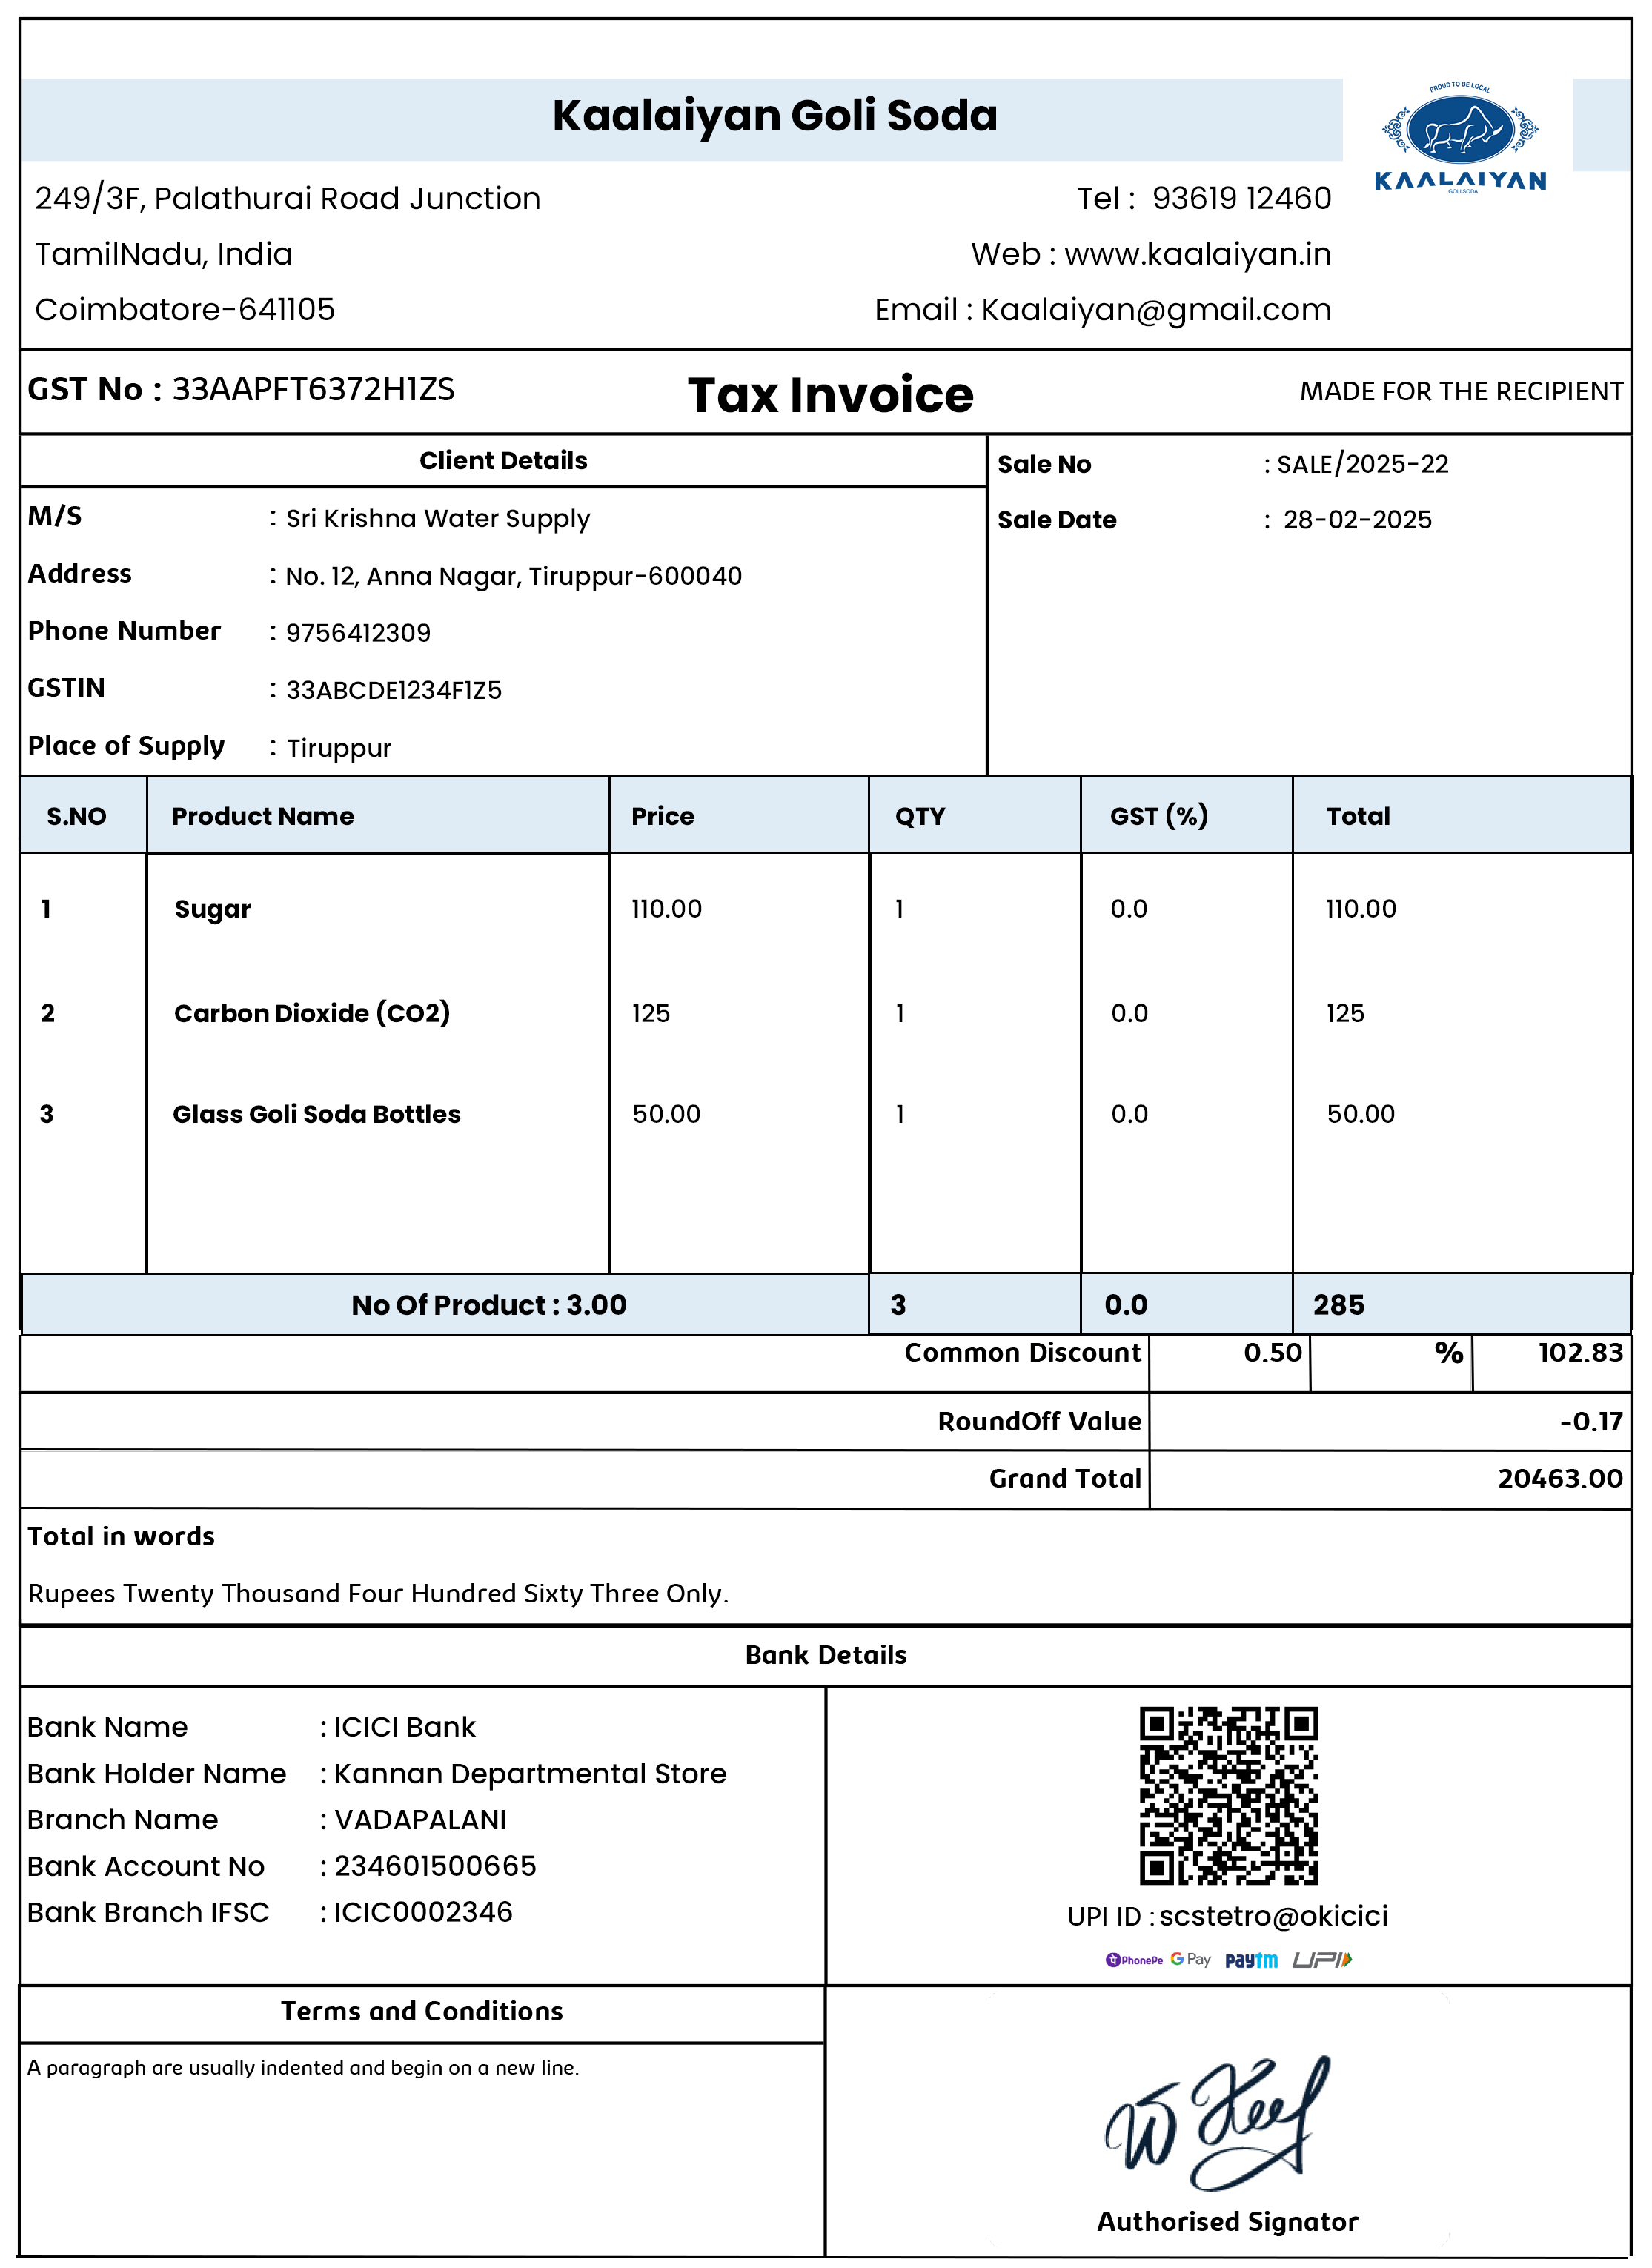 Kaalaiyan Goli Soda
PROUD TO BE LOCAL
KAALAIYAN
GOLI SODA
249/3F, Palathurai Road Junction
TamilNadu, India
Coimbatore-641105
Tel : 93619 12460
Web : www.kaalaiyan.in
Email : Kaalaiyan@gmail.com
GST No : 33AAPFT6372H1ZS
Tax Invoice
MADE FOR THE RECIPIENT
Client Details
M/S : Sri Krishna Water Supply
Address : No. 12, Anna Nagar, Tiruppur-600040
Phone Number : 9756412309
GSTIN : 33ABCDE1234F1Z5
Place of Supply : Tiruppur
Sale No : SALE/2025-22
Sale Date : 28-02-2025
S.NO Product Name Price QTY GST (%) Total
1 Sugar 110.00 1 0.0 110.00
2 Carbon Dioxide (CO2) 125 1 0.0 125
3 Glass Goli Soda Bottles 50.00 1 0.0 50.00
No Of Product : 3.00 3 0.0 285
Common Discount 0.50 % 102.83
RoundOff Value -0.17
Grand Total 20463.00
Total in words
Rupees Twenty Thousand Four Hundred Sixty Three Only.
Bank Details
Bank Name : ICICI Bank
Bank Holder Name : Kannan Departmental Store
Branch Name : VADAPALANI
Bank Account No : 234601500665
Bank Branch IFSC : ICIC0002346
UPI ID : scstetro@okicici
PhonePe G Pay paytm UPI
Terms and Conditions
A paragraph are usually indented and begin on a new line.
Authorised Signator